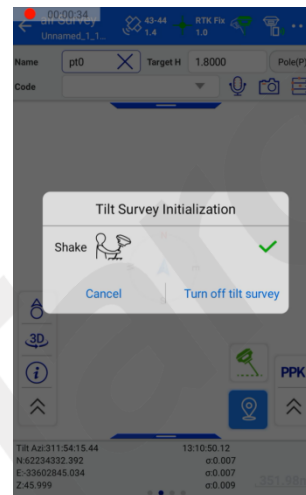 00:00:34
Survey
Unnamed_1_1...
43-44
1.4
RTK Fix
1.0
Name pt0 Target H 1.8000 Pole(P)
Code
Tilt Survey Initialization
Shake
Cancel Turn off tilt survey
3D
i
PPK
Tilt Azi:311:54:15.44 13:10:50.12
N:62234332.392 σ:0.007
E:-33602845.034 σ:0.007
Z:45.999 σ:0.009